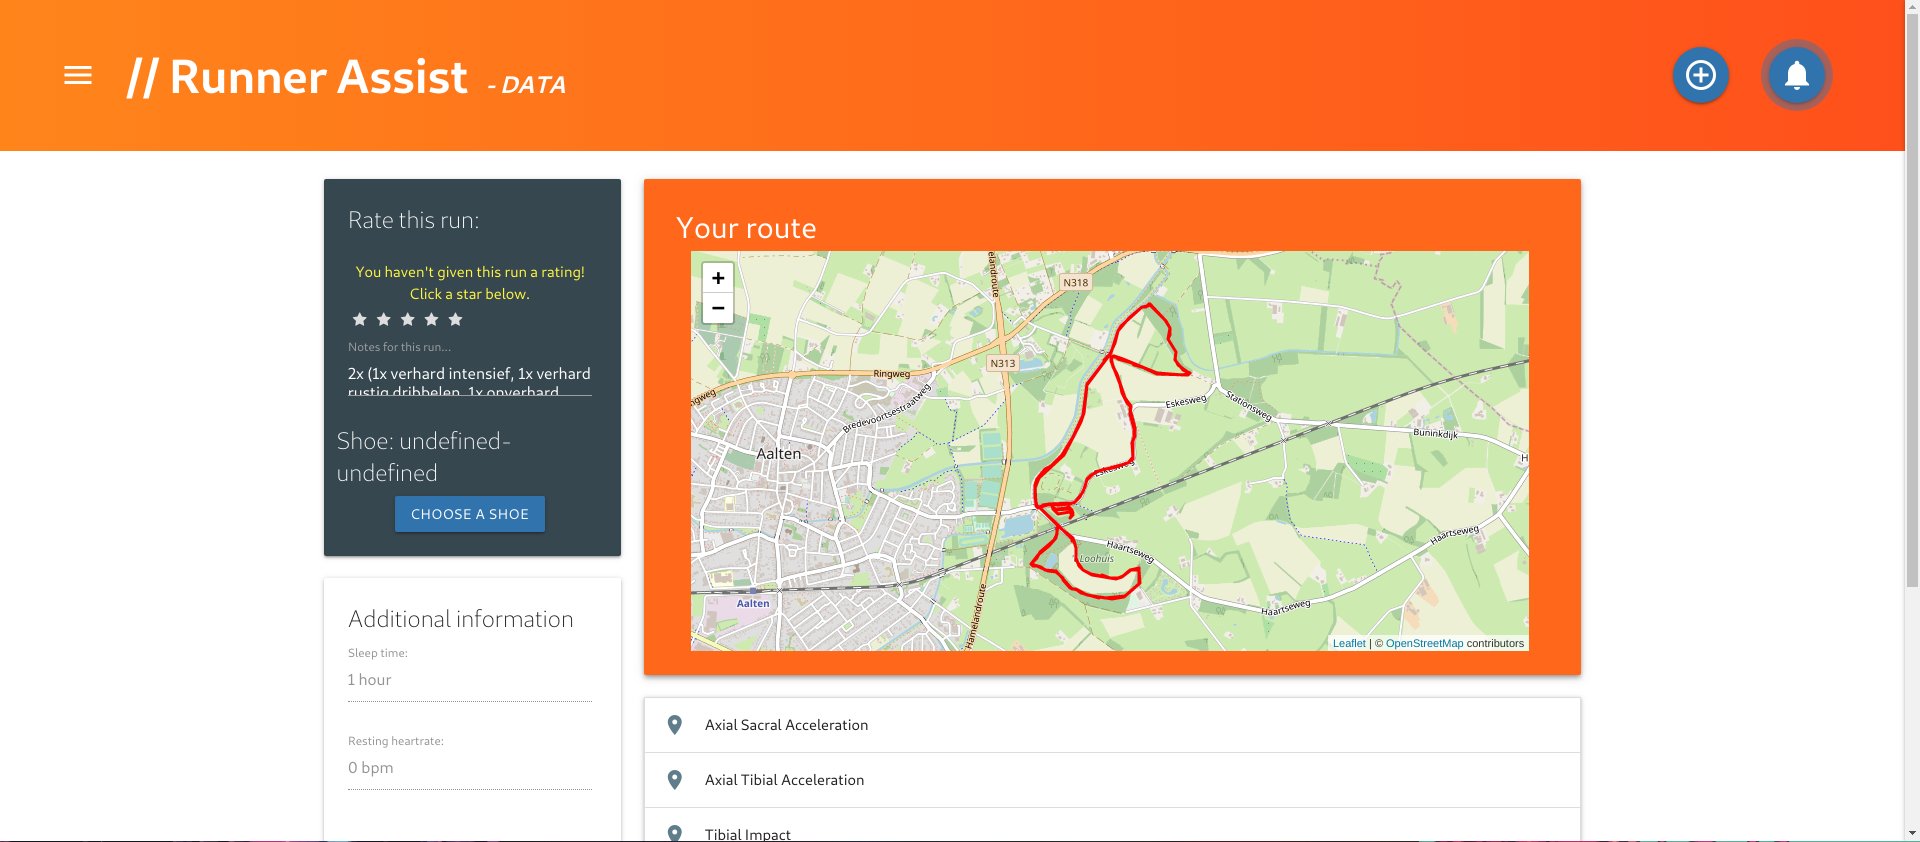 // Runner Assist - DATA
Rate this run:
You haven't given this run a rating!
Click a star below.
Notes for this run...
2x (1x verhard intensief, 1x verhard
rustig dribbelen, 1x onverhard
Shoe: undefined-
undefined
CHOOSE A SHOE
Additional information
Sleep time:
1 hour
Resting heartrate:
0 bpm
Your route
+
−
elandroute
N318
N313
Ringweg
ngweg
Bredevoortsestraatweg
Aalten
Eskesweg
Stationsweg
Buninkdijk
H
Eskesweg
Haartseweg
Loohuis
Haartseweg
Haartseweg
Aalten
Hamelandroute
Leaflet | © OpenStreetMap contributors
Axial Sacral Acceleration
Axial Tibial Acceleration
Tibial Impact